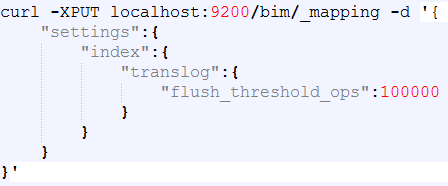 curl -XPUT localhost:9200/bim/_mapping -d '{
    "settings":{
        "index":{
            "translog":{
                "flush_threshold_ops":100000
            }
        }
    }
}'